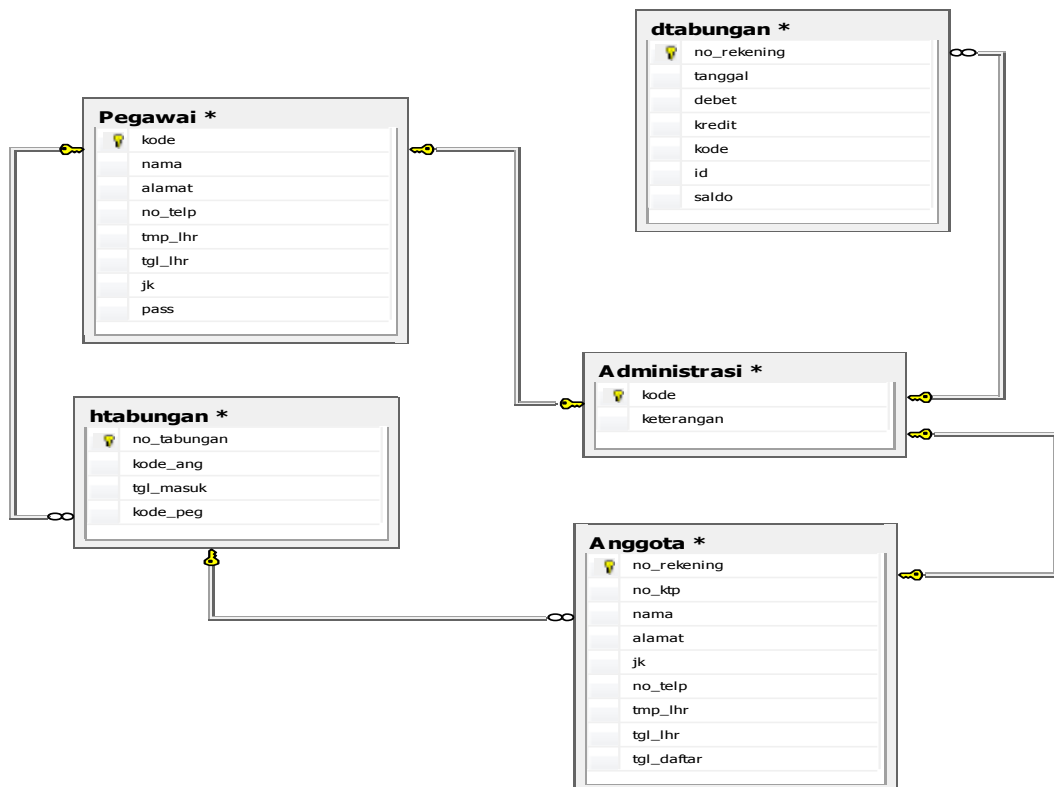 dtabungan *
no_rekening
tanggal
debet
kredit
kode
id
saldo
Pegawai *
kode
nama
alamat
no_telp
tmp_lhr
tgl_lhr
jk
pass
Administrasi *
kode
keterangan
htabungan *
no_tabungan
kode_ang
tgl_masuk
kode_peg
Anggota *
no_rekening
no_ktp
nama
alamat
jk
no_telp
tmp_lhr
tgl_lhr
tgl_daftar